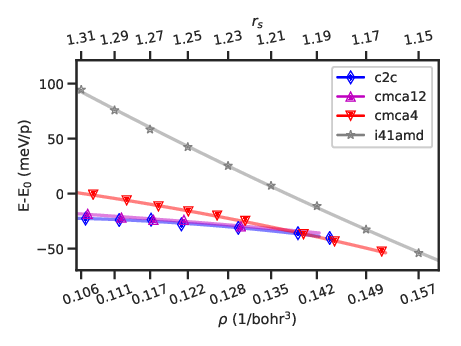 r_s
1.31 1.29 1.27 1.25 1.23 1.21 1.19 1.17 1.15
c2c
cmca12
cmca4
i41amd
100
50
0
−50
E-E₀ (meV/p)
0.106 0.111 0.117 0.122 0.128 0.135 0.142 0.149 0.157
ρ (1/bohr³)